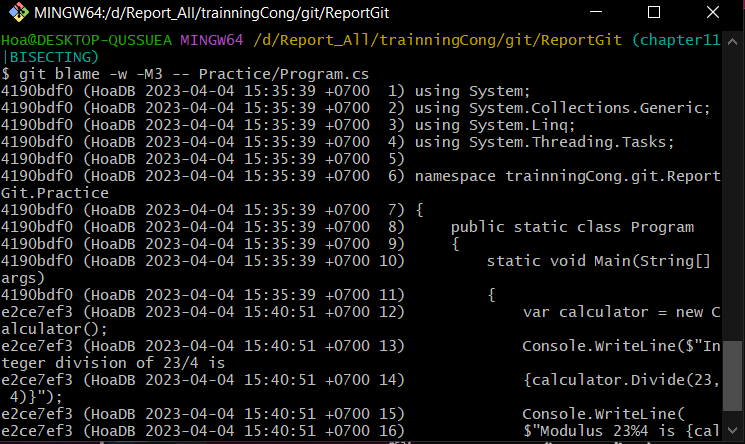 MINGW64:/d/Report_All/trainningCong/git/ReportGit
Hoa@DESKTOP-QUSSUEA MINGW64 /d/Report_All/trainningCong/git/ReportGit (chapter11
|BISECTING)
$ git blame -w -M3 -- Practice/Program.cs
4190bdf0 (HoaDB 2023-04-04 15:35:39 +0700  1) using System;
4190bdf0 (HoaDB 2023-04-04 15:35:39 +0700  2) using System.Collections.Generic;
4190bdf0 (HoaDB 2023-04-04 15:35:39 +0700  3) using System.Linq;
4190bdf0 (HoaDB 2023-04-04 15:35:39 +0700  4) using System.Threading.Tasks;
4190bdf0 (HoaDB 2023-04-04 15:35:39 +0700  5)
4190bdf0 (HoaDB 2023-04-04 15:35:39 +0700  6) namespace trainningCong.git.Report
Git.Practice
4190bdf0 (HoaDB 2023-04-04 15:35:39 +0700  7) {
4190bdf0 (HoaDB 2023-04-04 15:35:39 +0700  8)     public static class Program
4190bdf0 (HoaDB 2023-04-04 15:35:39 +0700  9)     {
4190bdf0 (HoaDB 2023-04-04 15:35:39 +0700 10)         static void Main(String[]
args)
4190bdf0 (HoaDB 2023-04-04 15:35:39 +0700 11)         {
e2ce7ef3 (HoaDB 2023-04-04 15:40:51 +0700 12)             var calculator = new C
alculator();
e2ce7ef3 (HoaDB 2023-04-04 15:40:51 +0700 13)             Console.WriteLine($"In
teger division of 23/4 is
e2ce7ef3 (HoaDB 2023-04-04 15:40:51 +0700 14)             {calculator.Divide(23,
 4)}");
e2ce7ef3 (HoaDB 2023-04-04 15:40:51 +0700 15)             Console.WriteLine(
e2ce7ef3 (HoaDB 2023-04-04 15:40:51 +0700 16)             $"Modulus 23%4 is {cal